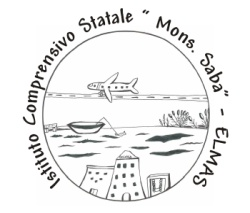 Istituto Comprensivo Statale " Mons. Saba" - ELMAS